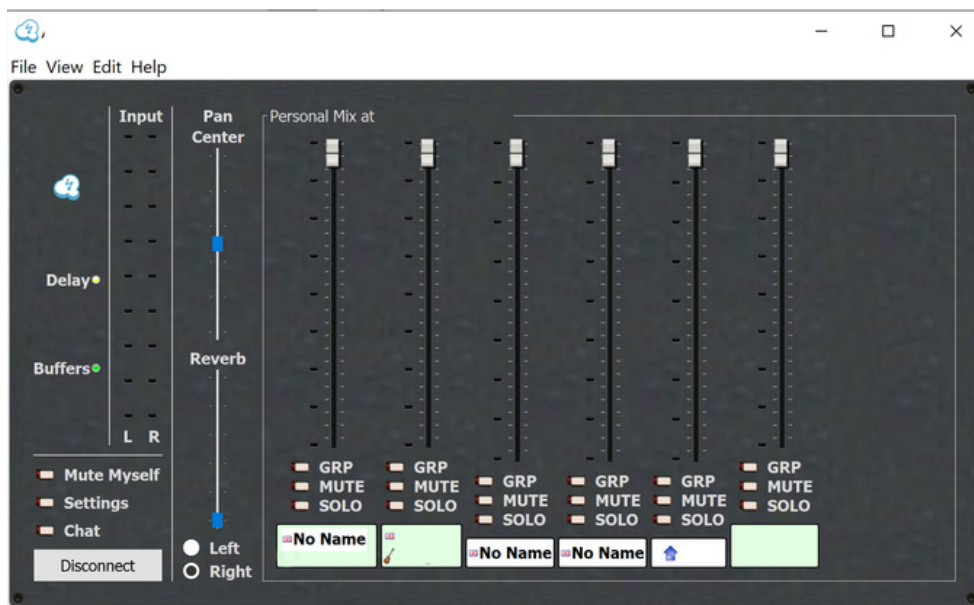 File View Edit Help
Input
Pan
Center
Personal Mix at
Delay
Buffers
Reverb
L R
Mute Myself
Settings
Chat
Disconnect
Left
Right
GRP
MUTE
SOLO
GRP
MUTE
SOLO
GRP
MUTE
SOLO
GRP
MUTE
SOLO
GRP
MUTE
SOLO
GRP
MUTE
SOLO
No Name
No Name
No Name